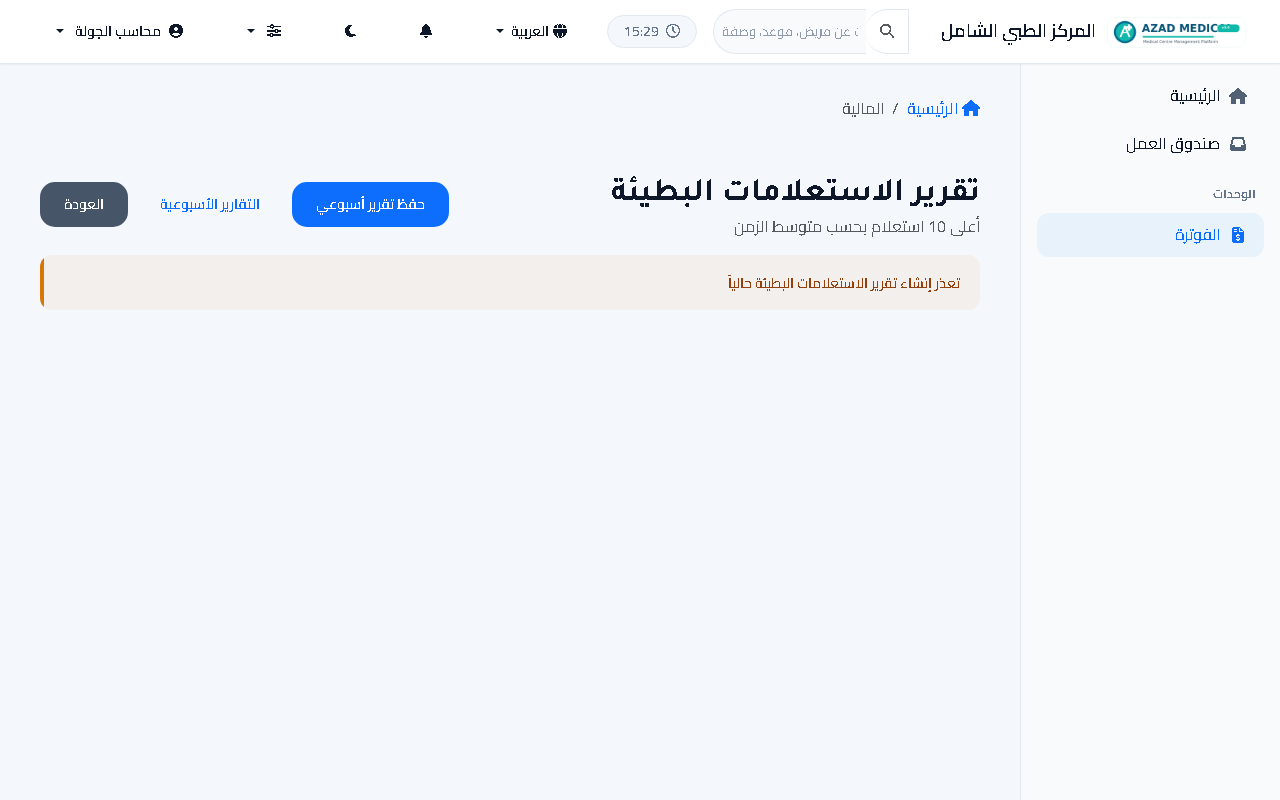 AZAD MEDIC
Medical Centre Management Platform
المركز الطبي الشامل
عن مريض، موعد، وصفة
15:29
العربية
محاسب الجولة
الرئيسية
صندوق العمل
الوحدات
الفوترة
الرئيسية / المالية
تقرير الاستعلامات البطيئة
أعلى 10 استعلام بحسب متوسط الزمن
حفظ تقرير أسبوعي
التقارير الأسبوعية
العودة
تعذر إنشاء تقرير الاستعلامات البطيئة حالياً